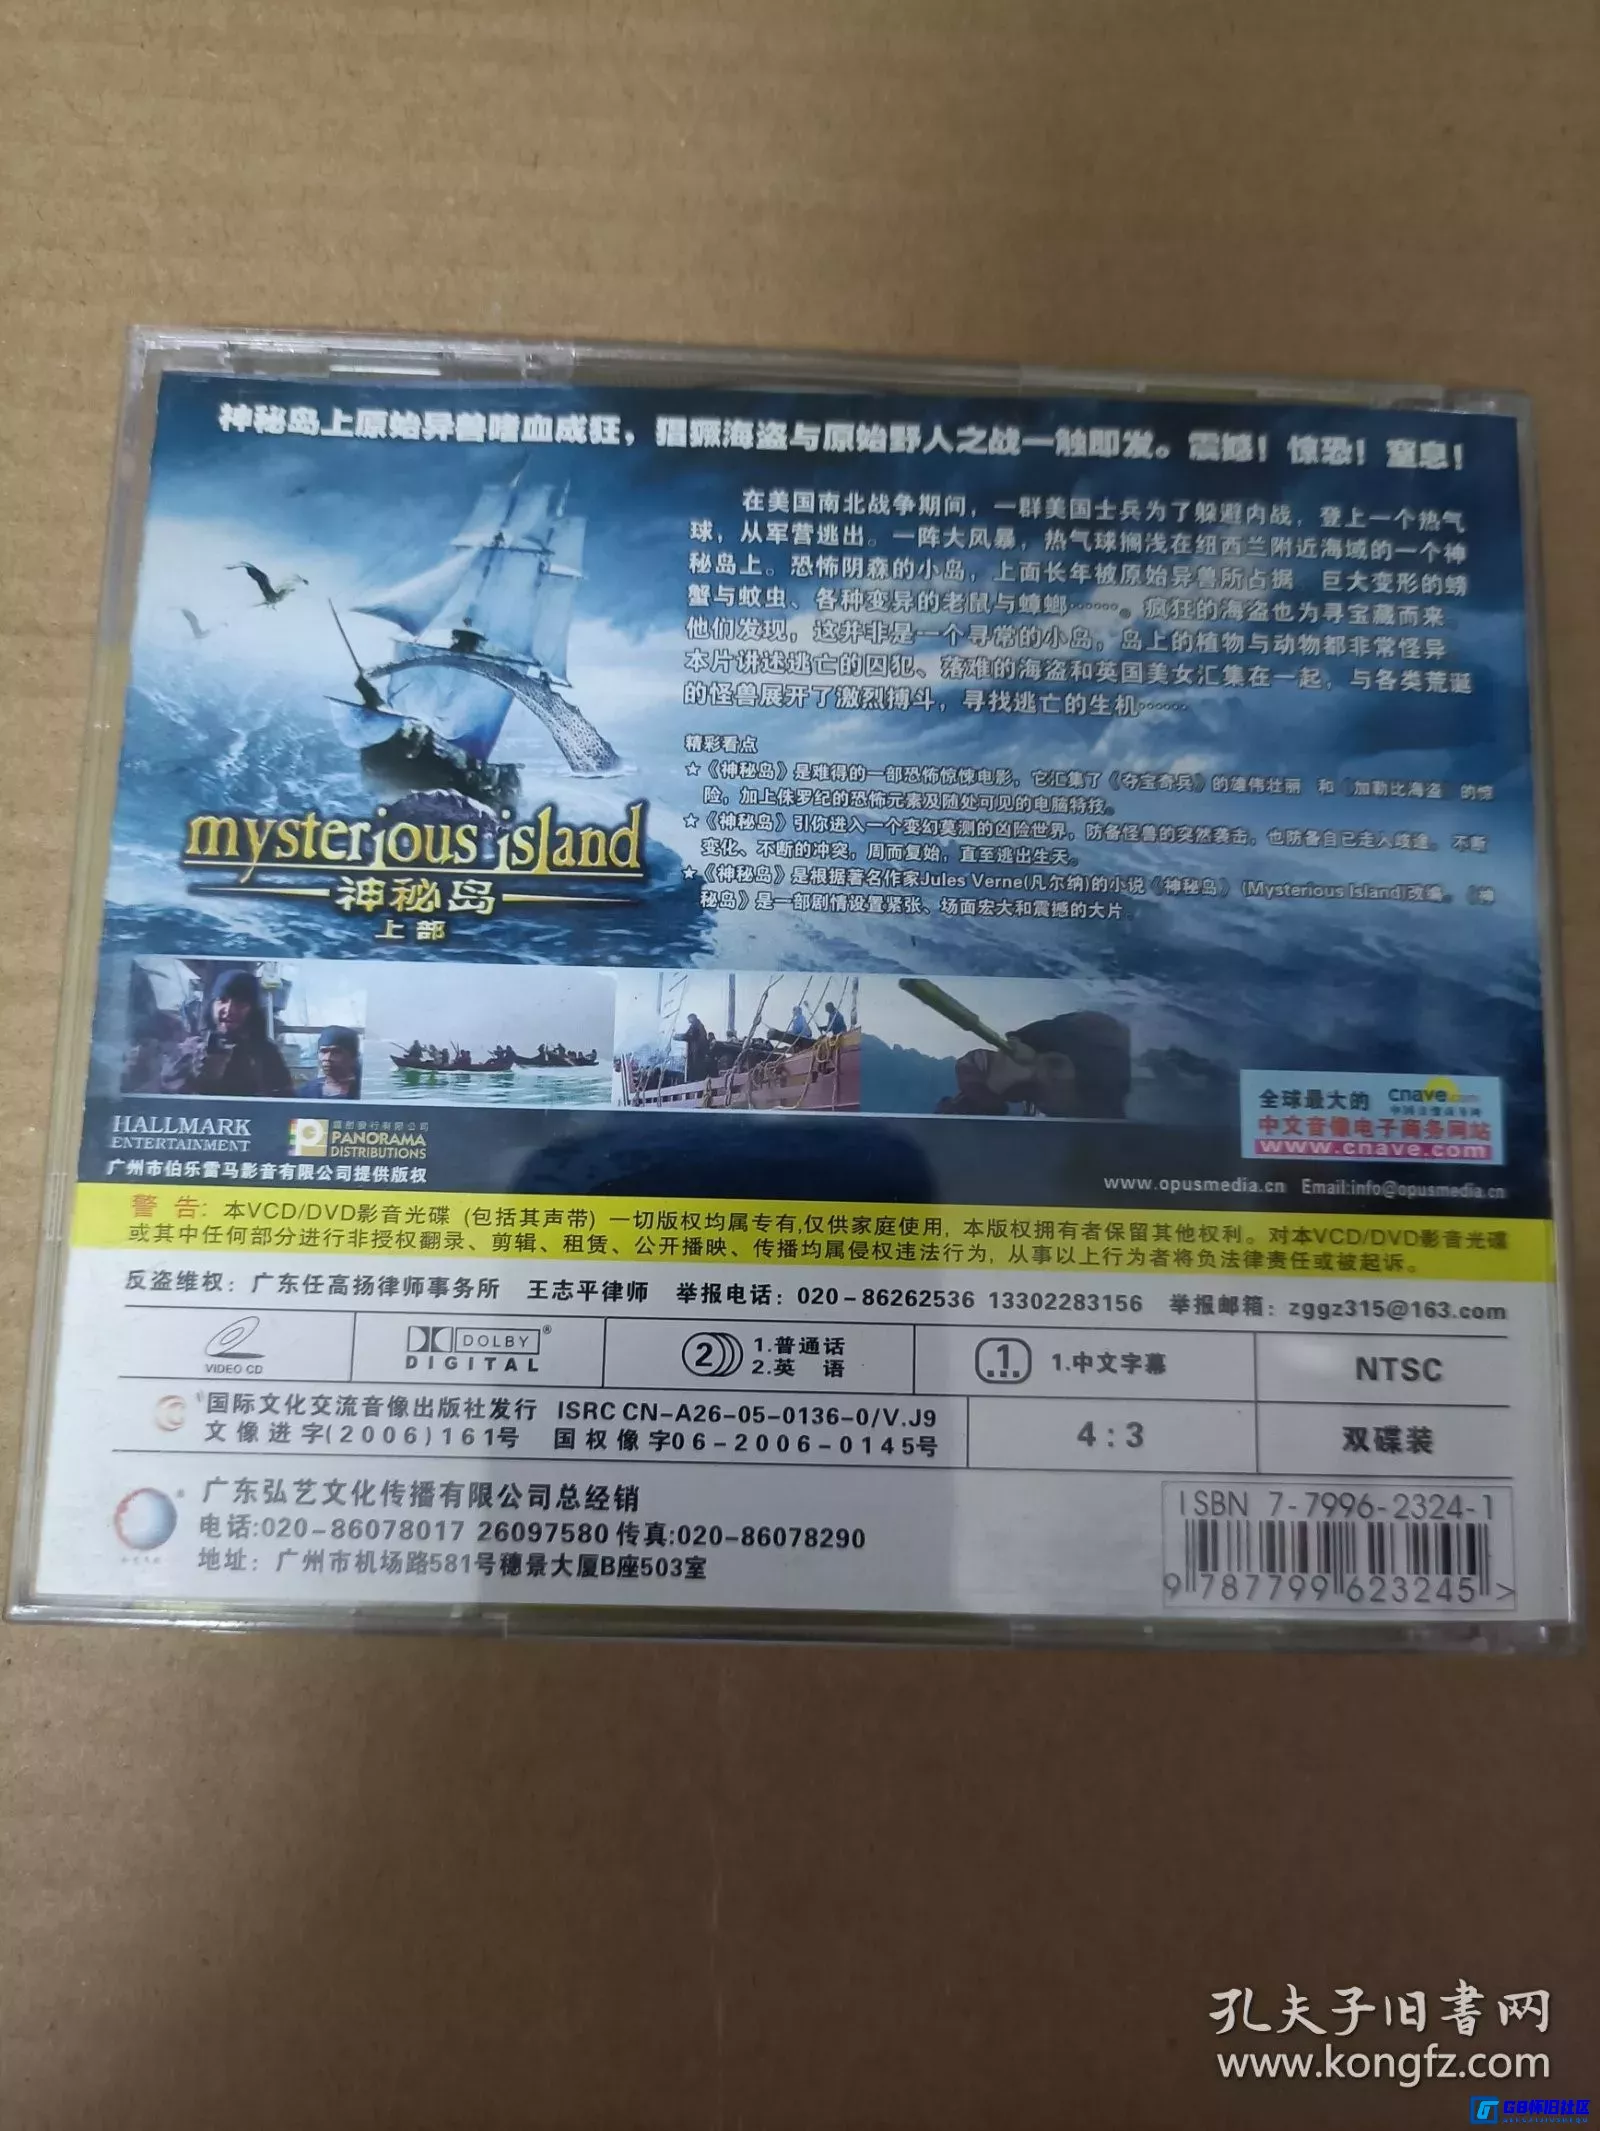 神秘岛上原始异兽嗜血成狂，猖獗海盗与原始野人之战一触即发。震撼！惊恐！窒息！
在美国南北战争期间，一群美国士兵为了躲避内战，登上一个热气
球，从军营逃出。一阵大风暴，热气球搁浅在纽西兰附近海域的一个神
秘岛上。恐怖阴森的小岛，上面长年被原始异兽所占据 巨大变形的螃
蟹与蚊虫、各种变异的老鼠与蟑螂……。疯狂的海盗也为寻宝藏而来
他们发现，这并非是一个寻常的小岛，岛上的植物与动物都非常怪异
本片讲述逃亡的囚犯、落难的海盗和英国美女汇集在一起，与各类荒诞
的怪兽展开了激烈搏斗，寻找逃亡的生机……
精彩看点
★《神秘岛》是难得的一部恐怖惊悚电影，它汇集了《夺宝奇兵》的雄伟壮丽 和《加勒比海盗》的惊
险，加上侏罗纪的恐怖元素及随处可见的电脑特技。
★《神秘岛》引你进入一个变幻莫测的凶险世界，防备怪兽的突然袭击，也防备自己走入歧途。不断
变化、不断的冲突，周而复始，直至逃出生天。
★《神秘岛》是根据著名作家Jules Verne(凡尔纳)的小说《神秘岛》(Mysterious Island)改编。《神
秘岛》是一部剧情设置紧张、场面宏大和震撼的大片
mysterious island
神秘岛
上部
HALLMARK
ENTERTAINMENT
PANORAMA
DISTRIBUTIONS
广州市伯乐雷马影音有限公司提供版权
全球最大的 cnave.com
中文音像电子商务网站
www.cnave.com
www.opusmedia.cn Email:info@opusmedia.cn
警告: 本VCD/DVD影音光碟 (包括其声带) 一切版权均属专有,仅供家庭使用, 本版权拥有者保留其他权利。对本VCD/DVD影音光碟
或其中任何部分进行非授权翻录、剪辑、租赁、公开播映、传播均属侵权违法行为, 从事以上行为者将负法律责任或被起诉。
反盗维权: 广东任高扬律师事务所 王志平律师 举报电话: 020-86262536 13302283156 举报邮箱: zggz315@163.com
VIDEO CD
DOLBY®
DIGITAL
2
1.普通话
2.英 语
1
1.中文字幕
NTSC
国际文化交流音像出版社发行 ISRC CN-A26-05-0136-0/V.J9
文像进字(2006)161号 国权像字06-2006-0145号
4:3
双碟装
广东弘艺文化传播有限公司总经销
电话:020-86078017 26097580 传真:020-86078290
地址: 广州市机场路581号穗景大厦B座503室
ISBN 7-7996-2324-1
9 787799 623245 >
孔夫子旧书网
www.kongfz.com
GB怀旧社区